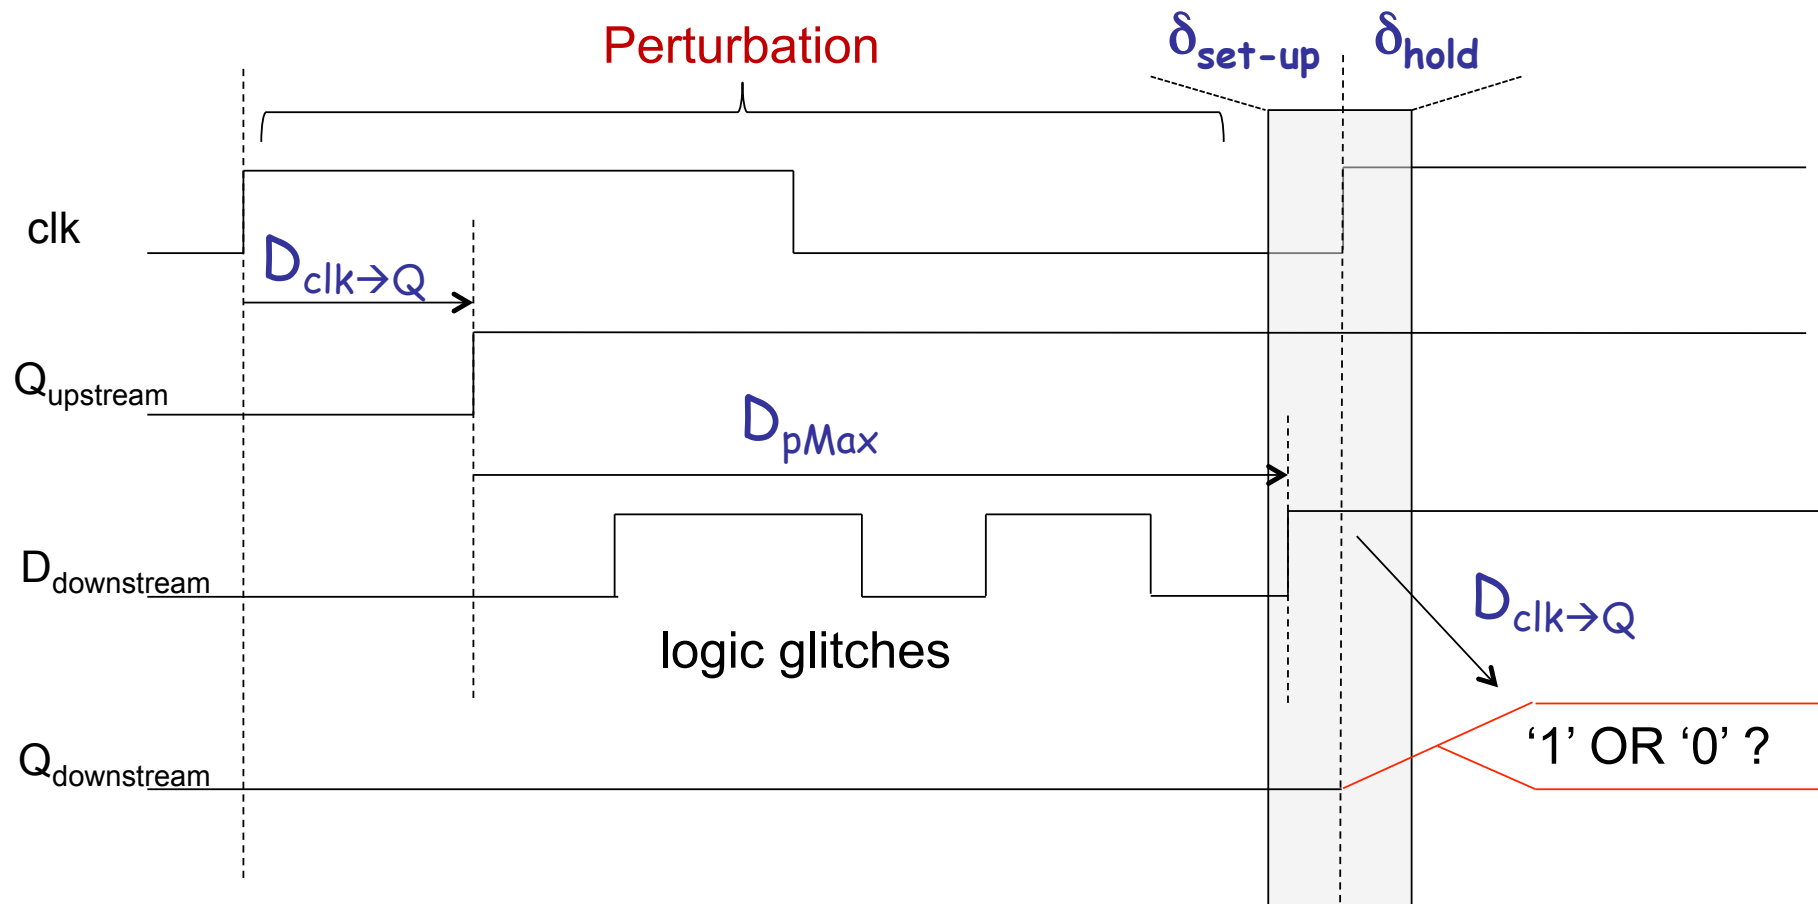 Perturbation
δset-up
δhold
clk
Dclk→Q
Qupstream
DpMax
Ddownstream
Dclk→Q
logic glitches
Qdownstream
‘1’ OR ‘0’ ?